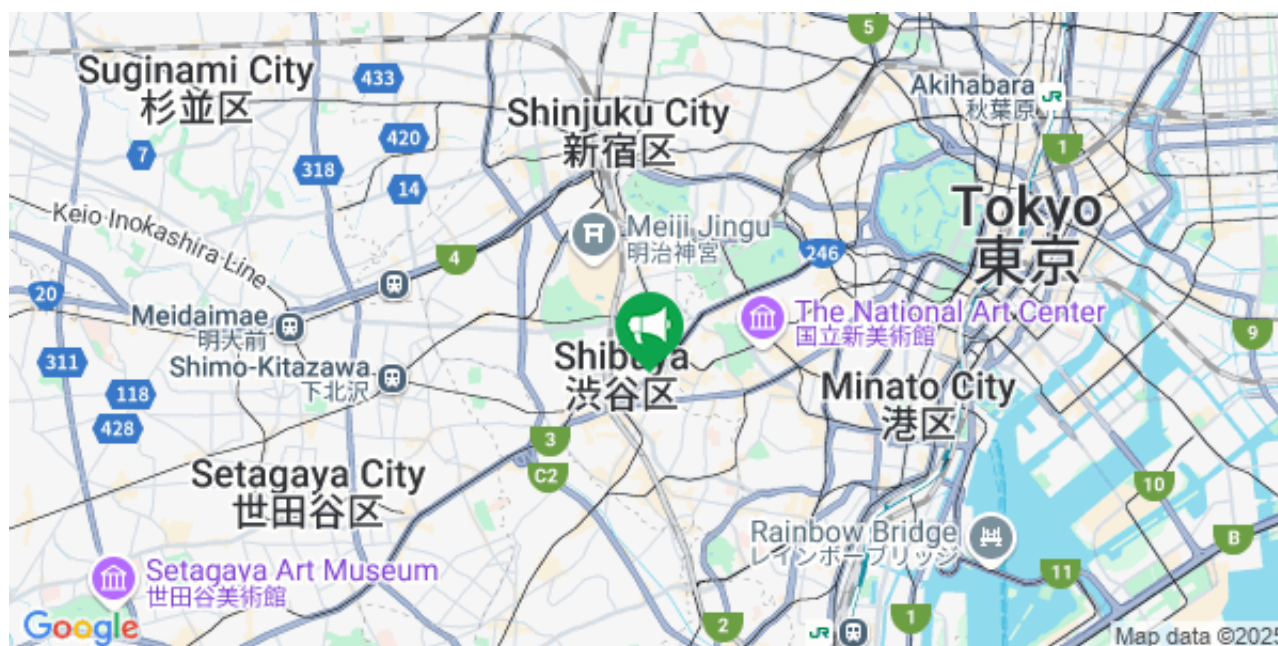 5
Suginami City
杉並区
433
Akihabara
秋葉原
JR
Shinjuku City
新宿区
420
7
1
318
14
Tokyo
東京
Keio Inokashira Line
Meiji Jingu
明治神宮
246
4
20
Meidaimae
明大前
The National Art Center
国立新美術館
9
311
Shimo-Kitazawa
下北沢
Shibuya
渋谷区
118
Minato City
港区
428
3
C2
Setagaya City
世田谷区
10
Rainbow Bridge
レインボーブリッジ
B
Setagaya Art Museum
世田谷美術館
11
Google
2
JR
1
Map data ©2025